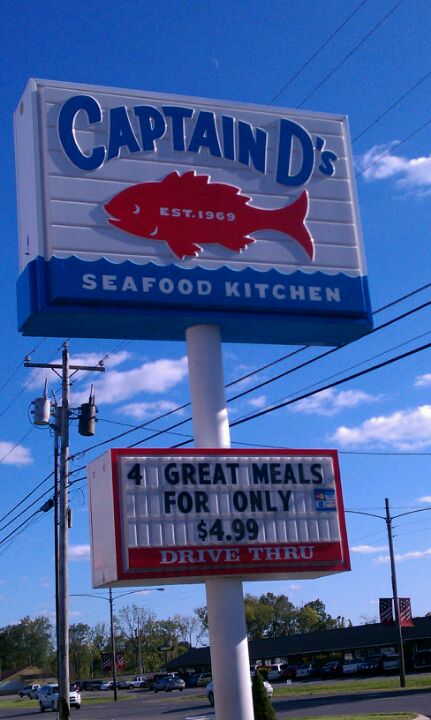 CAPTAIN D's
EST. 1969
SEAFOOD KITCHEN
4 GREAT MEALS
FOR ONLY
$4.99
DRIVE THRU